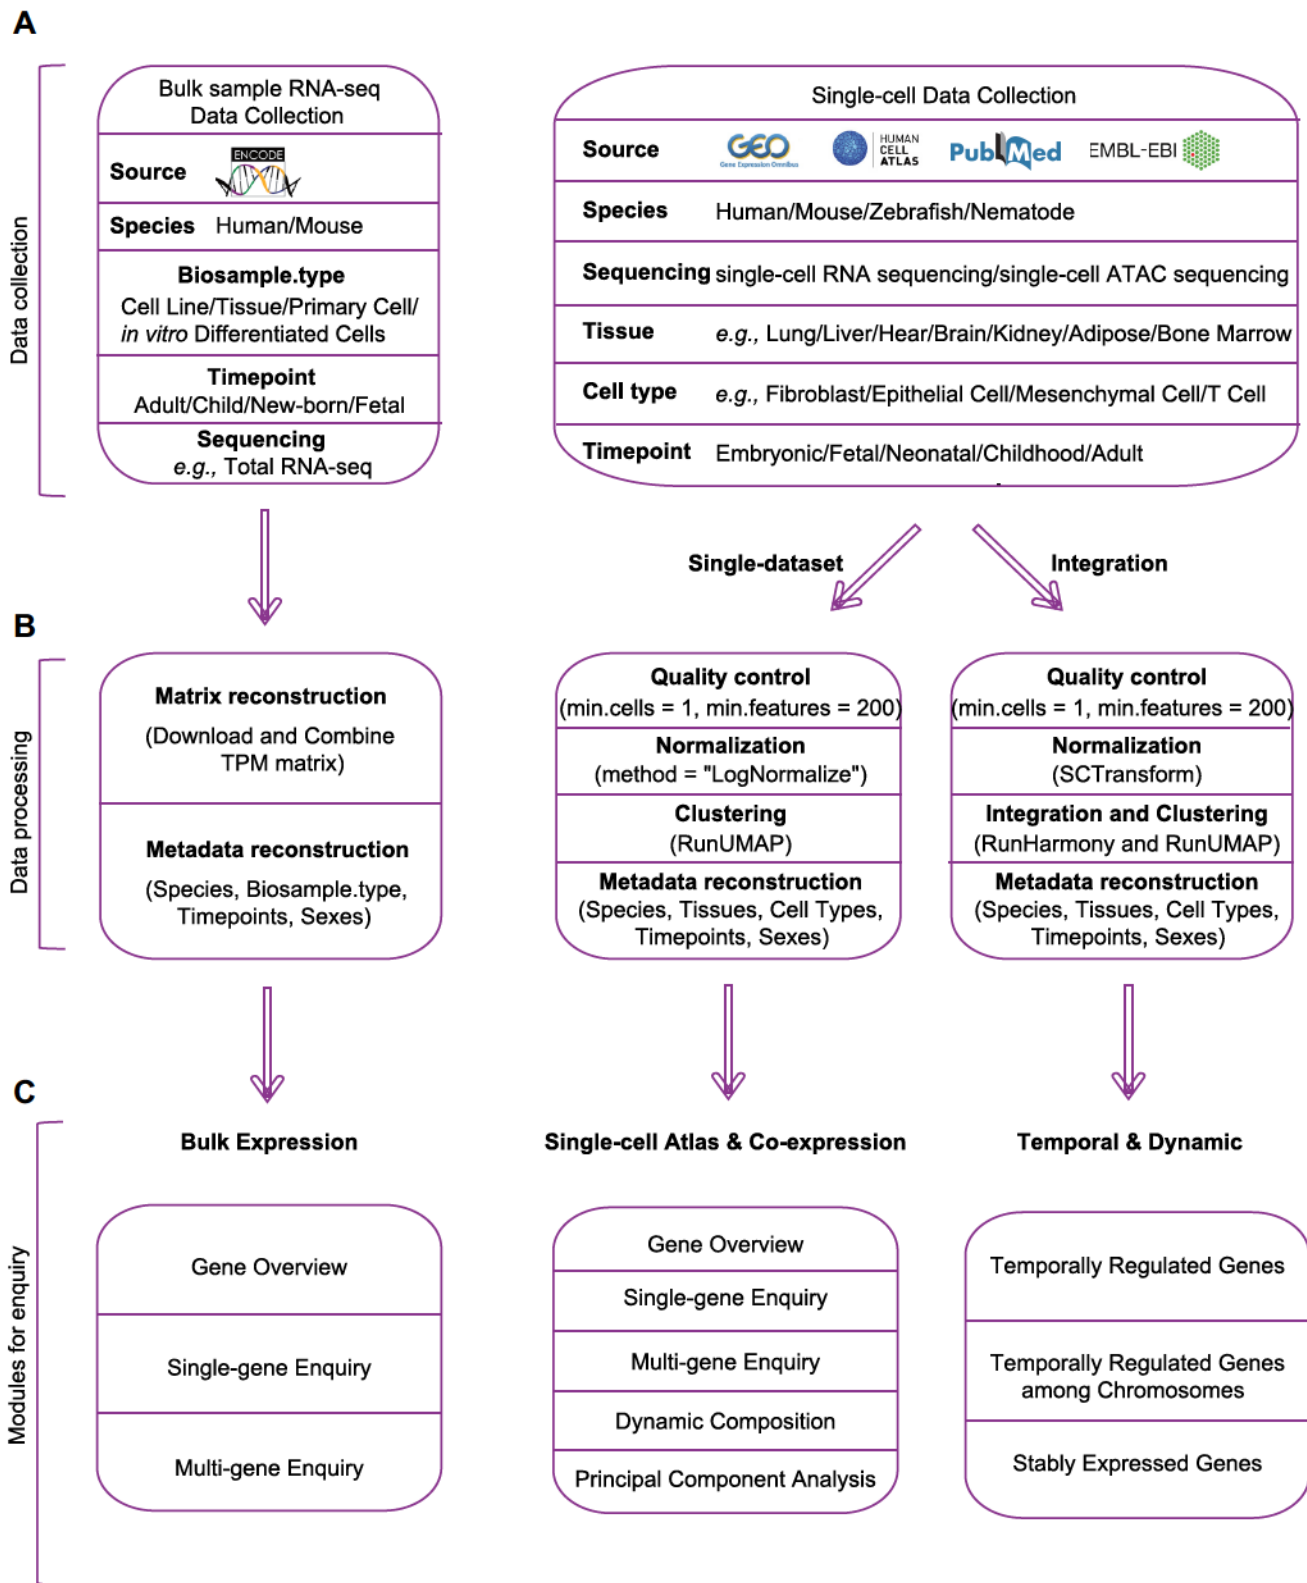 A
Data collection
Bulk sample RNA-seq
Data Collection
Source
ENCODE
Species Human/Mouse
Biosample.type
Cell Line/Tissue/Primary Cell/
in vitro Differentiated Cells
Timepoint
Adult/Child/New-born/Fetal
Sequencing
e.g., Total RNA-seq
Single-cell Data Collection
Source
GEO
Gene Expression Omnibus
HUMAN
CELL
ATLAS
PubMed
EMBL-EBI
Species Human/Mouse/Zebrafish/Nematode
Sequencing single-cell RNA sequencing/single-cell ATAC sequencing
Tissue e.g., Lung/Liver/Hear/Brain/Kidney/Adipose/Bone Marrow
Cell type e.g., Fibroblast/Epithelial Cell/Mesenchymal Cell/T Cell
Timepoint Embryonic/Fetal/Neonatal/Childhood/Adult
Single-dataset
Integration
B
Data processing
Matrix reconstruction
(Download and Combine
TPM matrix)
Metadata reconstruction
(Species, Biosample.type,
Timepoints, Sexes)
Quality control
(min.cells = 1, min.features = 200)
Normalization
(method = "LogNormalize")
Clustering
(RunUMAP)
Metadata reconstruction
(Species, Tissues, Cell Types,
Timepoints, Sexes)
Quality control
(min.cells = 1, min.features = 200)
Normalization
(SCTransform)
Integration and Clustering
(RunHarmony and RunUMAP)
Metadata reconstruction
(Species, Tissues, Cell Types,
Timepoints, Sexes)
C
Modules for enquiry
Bulk Expression
Gene Overview
Single-gene Enquiry
Multi-gene Enquiry
Single-cell Atlas & Co-expression
Gene Overview
Single-gene Enquiry
Multi-gene Enquiry
Dynamic Composition
Principal Component Analysis
Temporal & Dynamic
Temporally Regulated Genes
Temporally Regulated Genes
among Chromosomes
Stably Expressed Genes